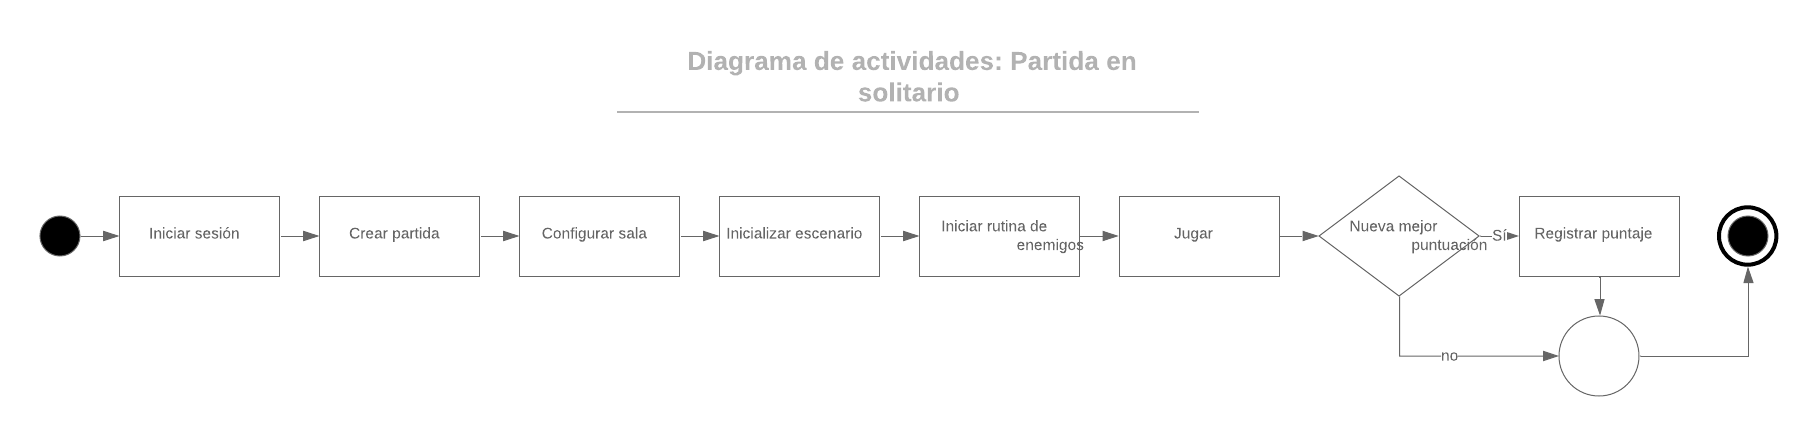 Diagrama de actividades: Partida en
solitario
Iniciar sesión
Crear partida
Configurar sala
Inicializar escenario
Iniciar rutina de
enemigos
Jugar
Nueva mejor
puntuación
Sí
Registrar puntaje
no